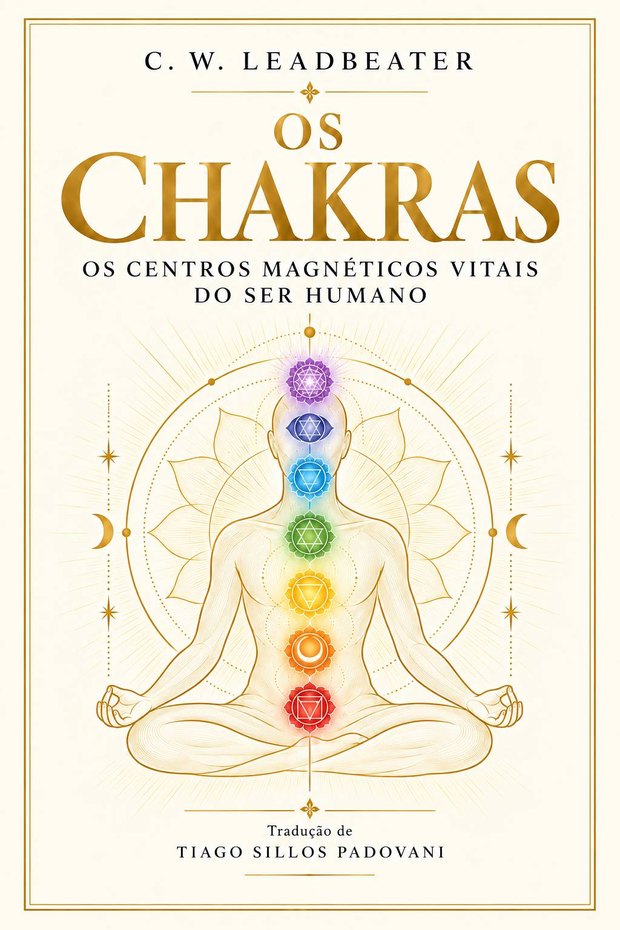 C. W. LEADBEATER
OS
CHAKRAS
OS CENTROS MAGNÉTICOS VITAIS
DO SER HUMANO
Tradução de
TIAGO SILLOS PADOVANI